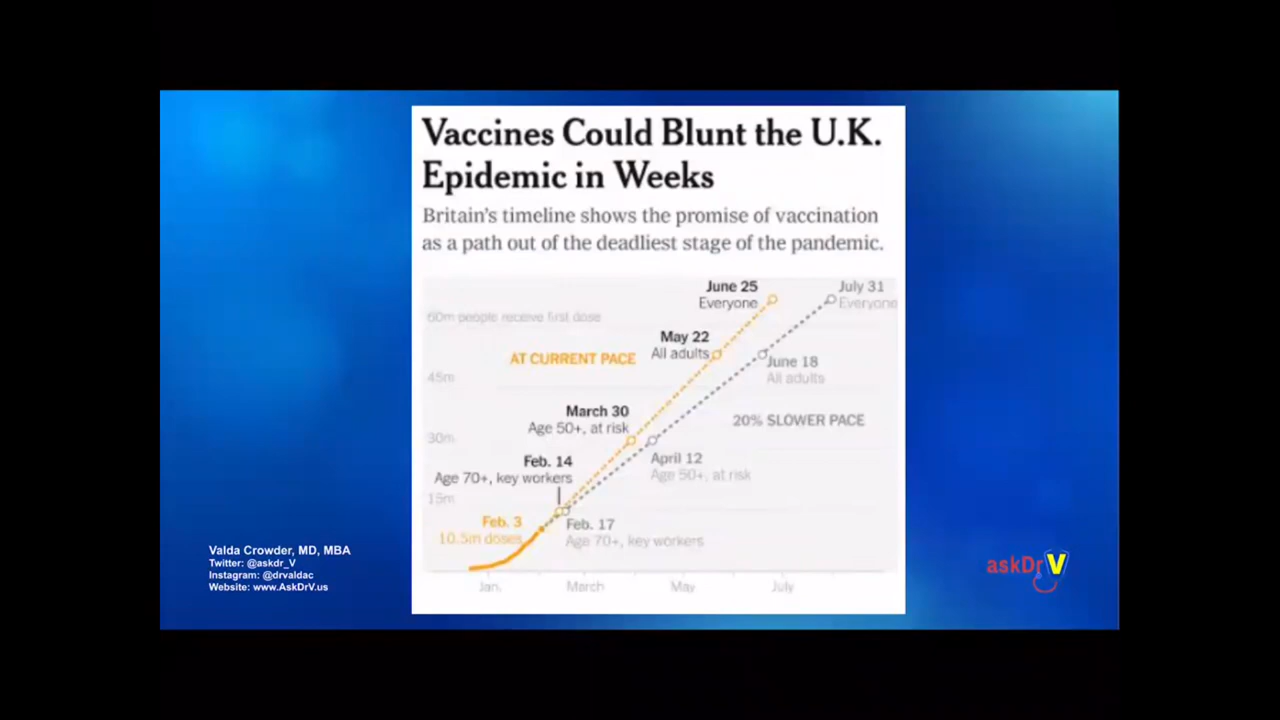 Vaccines Could Blunt the U.K.
Epidemic in Weeks
Britain's timeline shows the promise of vaccination
as a path out of the deadliest stage of the pandemic.
June 25
Everyone
July 31
Everyone
60m people receive first dose
May 22
All adults
AT CURRENT PACE
June 18
All adults
45m
March 30
Age 50+, at risk
20% SLOWER PACE
30m
April 12
Age 50+, at risk
Feb. 14
Age 70+, key workers
15m
Feb. 3
10.5m doses
Feb. 17
Age 70+, key workers
Jan.
March
May
July
Valda Crowder, MD, MBA
Twitter: @askdr_V
Instagram: @drvaldac
Website: www.AskDrV.us
askDrV